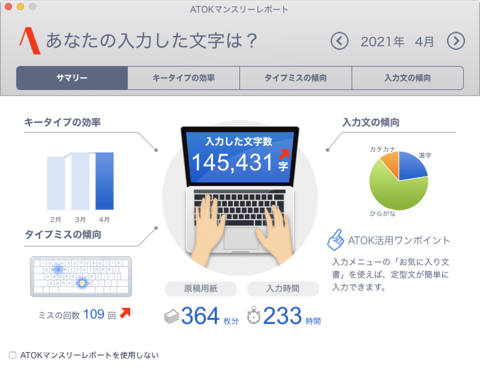 ATOKマンスリーレポート
あなたの入力した文字は？
2021年 4月
サマリー
キータイプの効率
タイプミスの傾向
入力文の傾向
キータイプの効率
2月 3月 4月
タイプミスの傾向
ミスの回数 109 回
入力した文字数
145,431 字
原稿用紙
364 枚分
入力時間
233 時間
入力文の傾向
カタカナ
漢字
ひらがな
ATOK活用ワンポイント
入力メニューの「お気に入り文
書」を使えば、定型文が簡単に
入力できます。
ATOKマンスリーレポートを使用しない